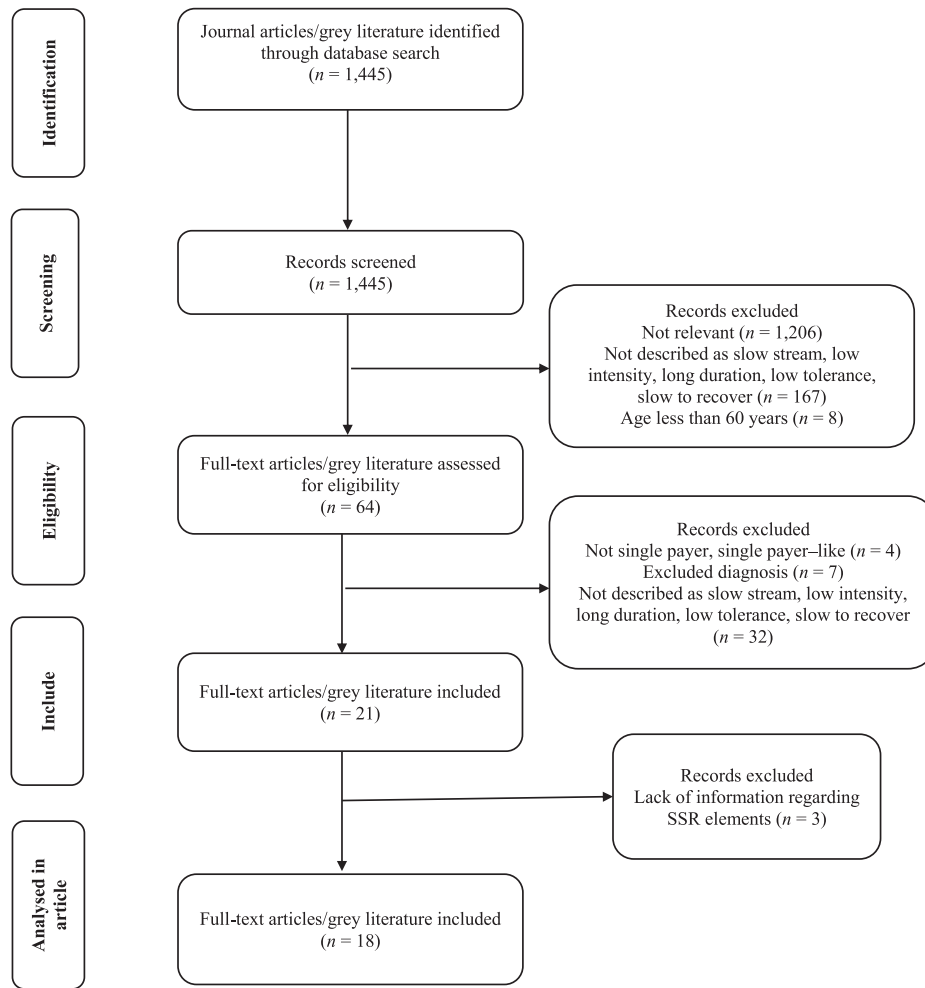 Identification
Journal articles/grey literature identified
through database search
(n = 1,445)
Screening
Records screened
(n = 1,445)
Records excluded
Not relevant (n = 1,206)
Not described as slow stream, low
intensity, long duration, low tolerance,
slow to recover (n = 167)
Age less than 60 years (n = 8)
Eligibility
Full-text articles/grey literature assessed
for eligibility
(n = 64)
Records excluded
Not single payer, single payer–like (n = 4)
Excluded diagnosis (n = 7)
Not described as slow stream, low intensity,
long duration, low tolerance, slow to recover
(n = 32)
Include
Full-text articles/grey literature included
(n = 21)
Records excluded
Lack of information regarding
SSR elements (n = 3)
Analysed in
article
Full-text articles/grey literature included
(n = 18)